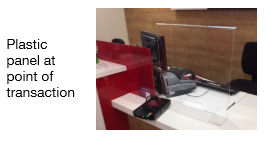 Plastic
panel at
point of
transaction